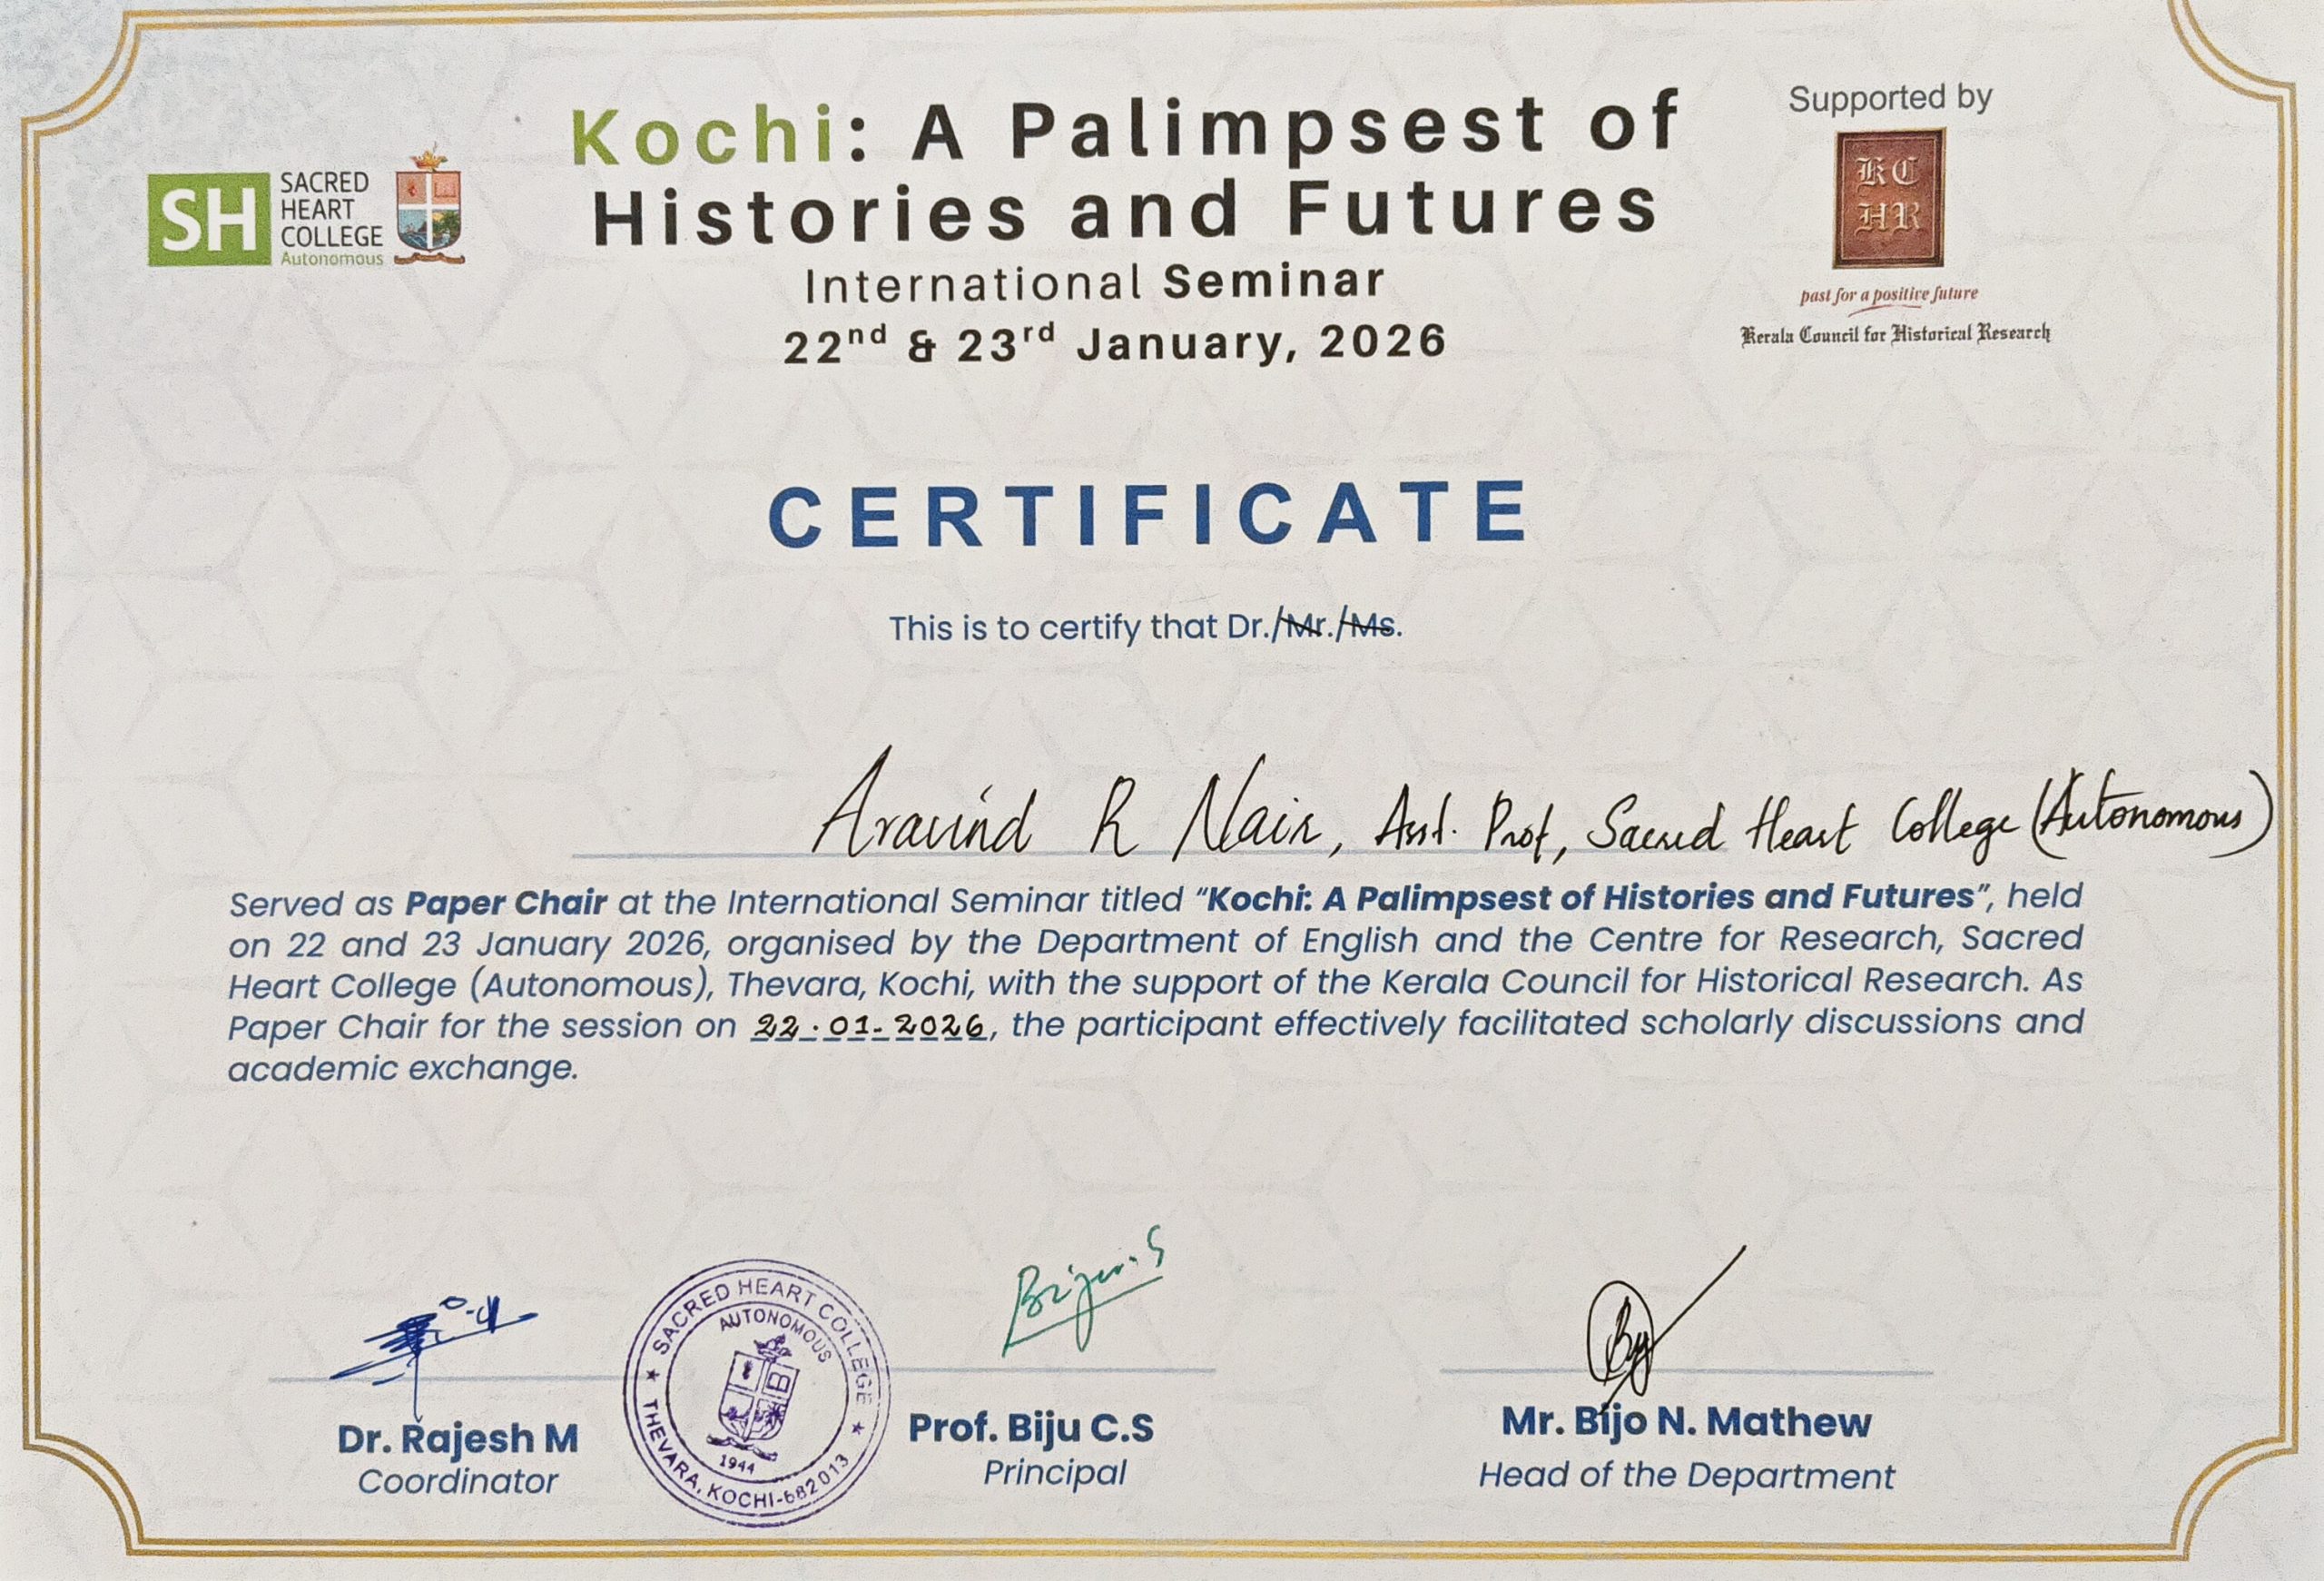 SH SACRED
HEART
COLLEGE
Autonomous
Kochi: A Palimpsest of
Histories and Futures
International Seminar
22nd & 23rd January, 2026
Supported by
KC
HR
past for a positive future
Kerala Council for Historical Research
CERTIFICATE
This is to certify that Dr./Mr./Ms.
Aravind R Nair, Asst. Prof, Sacred Heart College (Autonomous)
Served as Paper Chair at the International Seminar titled “Kochi: A Palimpsest of Histories and Futures”, held
on 22 and 23 January 2026, organised by the Department of English and the Centre for Research, Sacred
Heart College (Autonomous), Thevara, Kochi, with the support of the Kerala Council for Historical Research. As
Paper Chair for the session on 22.01-2026, the participant effectively facilitated scholarly discussions and
academic exchange.
Biju.S
Dr. Rajesh M
Coordinator
SACRED HEART COLLEGE
AUTONOMOUS
1944
THEVARA, KOCHI-682013
Prof. Biju C.S
Principal
Mr. Bijo N. Mathew
Head of the Department